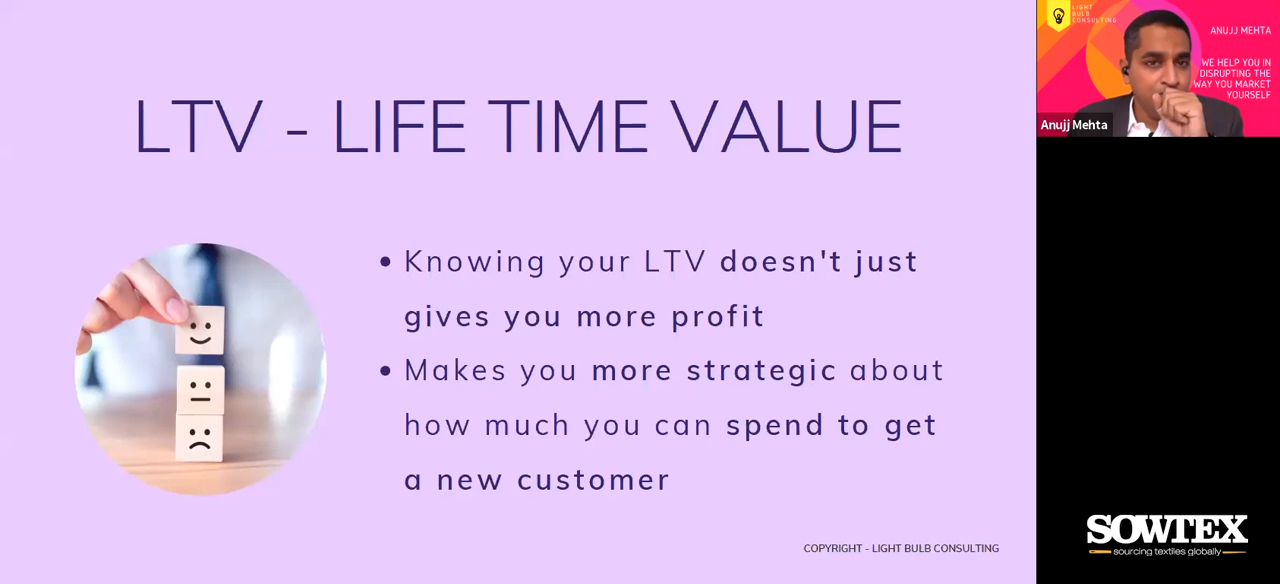 LTV - LIFE TIME VALUE
• Knowing your LTV doesn't just
gives you more profit
• Makes you more strategic about
how much you can spend to get
a new customer
COPYRIGHT - LIGHT BULB CONSULTING
LIGHT
BULB
CONSULTING
ANUJJ MEHTA
WE HELP YOU IN
DISRUPTING THE
WAY YOU MARKET
YOURSELF
Anujj Mehta
SOWTEX
sourcing textiles globally